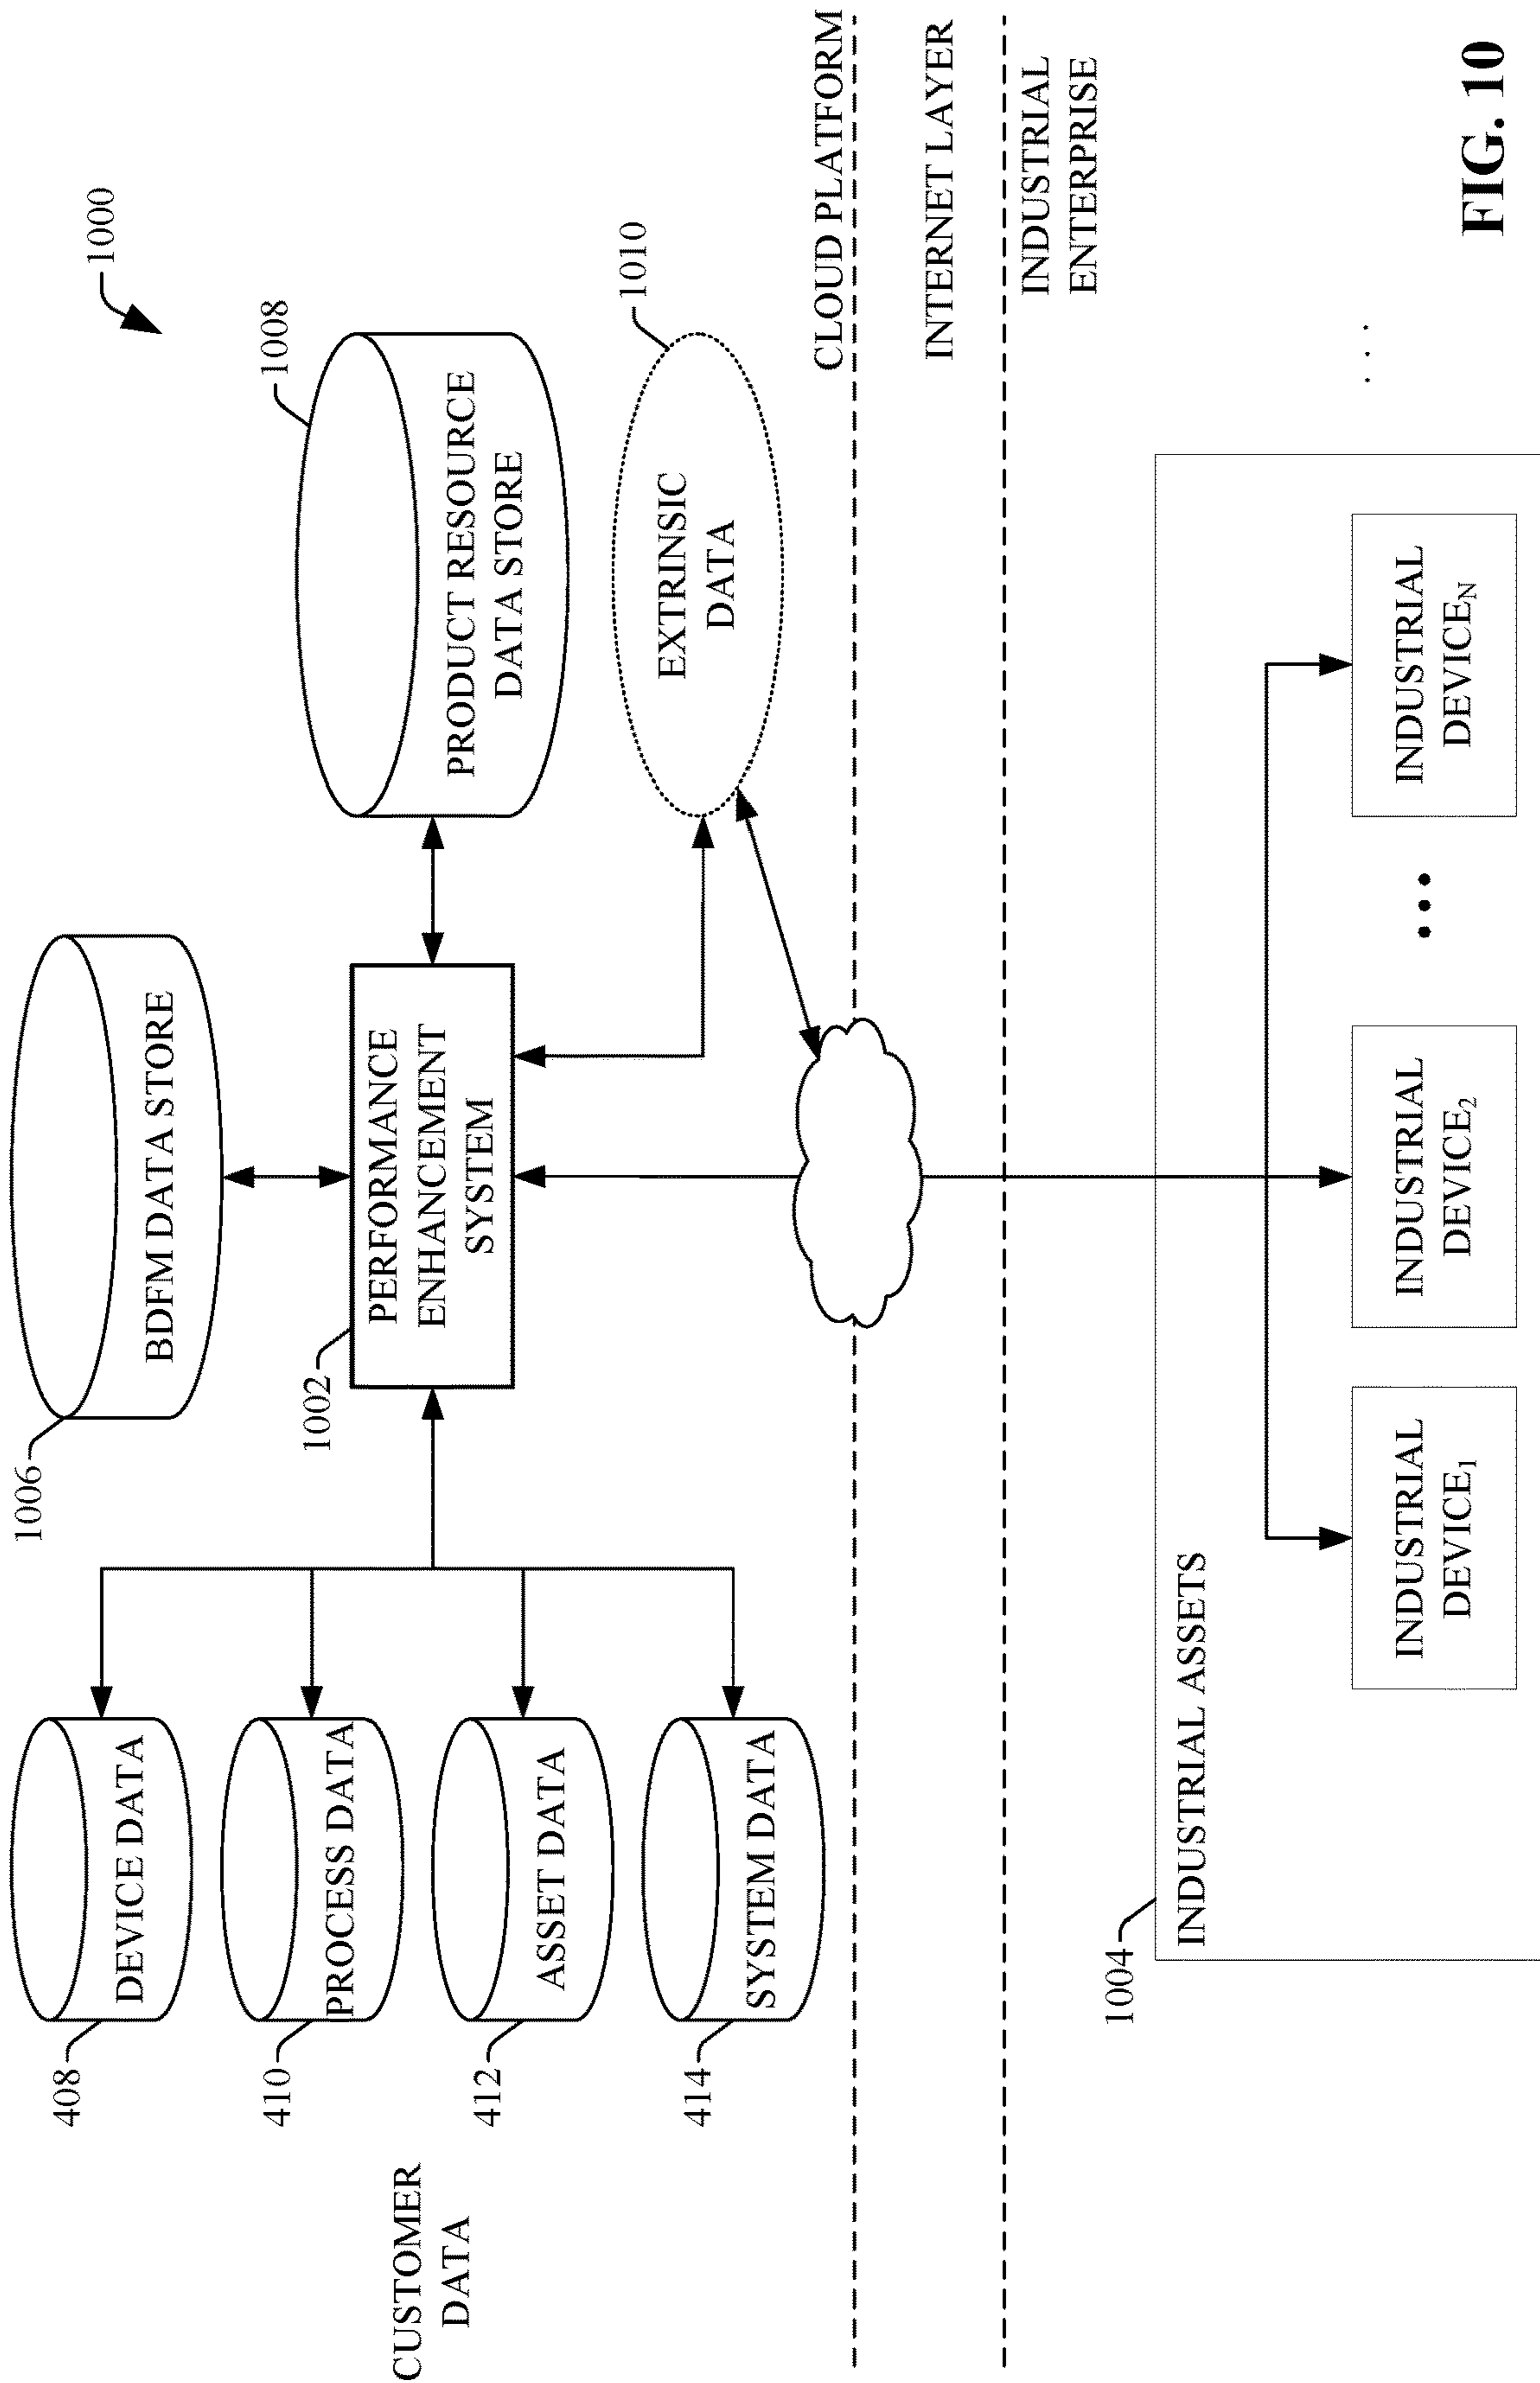 1000
1006
BDFM DATA STORE
408
DEVICE DATA
1008
PRODUCT RESOURCE
DATA STORE
410
PROCESS DATA
1002
PERFORMANCE
ENHANCEMENT
SYSTEM
CUSTOMER
DATA
412
ASSET DATA
1010
EXTRINSIC
DATA
414
SYSTEM DATA
CLOUD PLATFORM
INTERNET LAYER
INDUSTRIAL
ENTERPRISE
1004
INDUSTRIAL ASSETS
INDUSTRIAL
DEVICE1
INDUSTRIAL
DEVICE2
•••
INDUSTRIAL
DEVICEN
...
FIG. 10